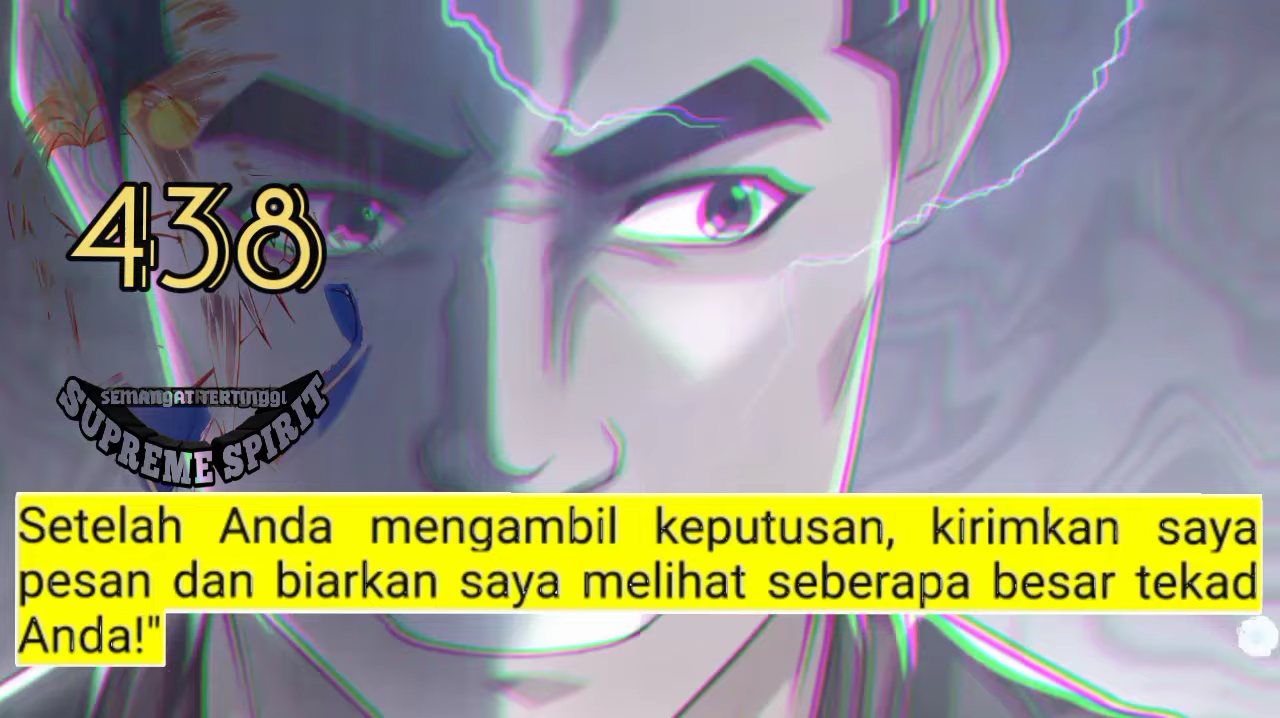 438
SEMANGAT TERTINGGI
SUPREME SPIRIT
Setelah Anda mengambil keputusan, kirimkan saya
pesan dan biarkan saya melihat seberapa besar tekad
Anda!"